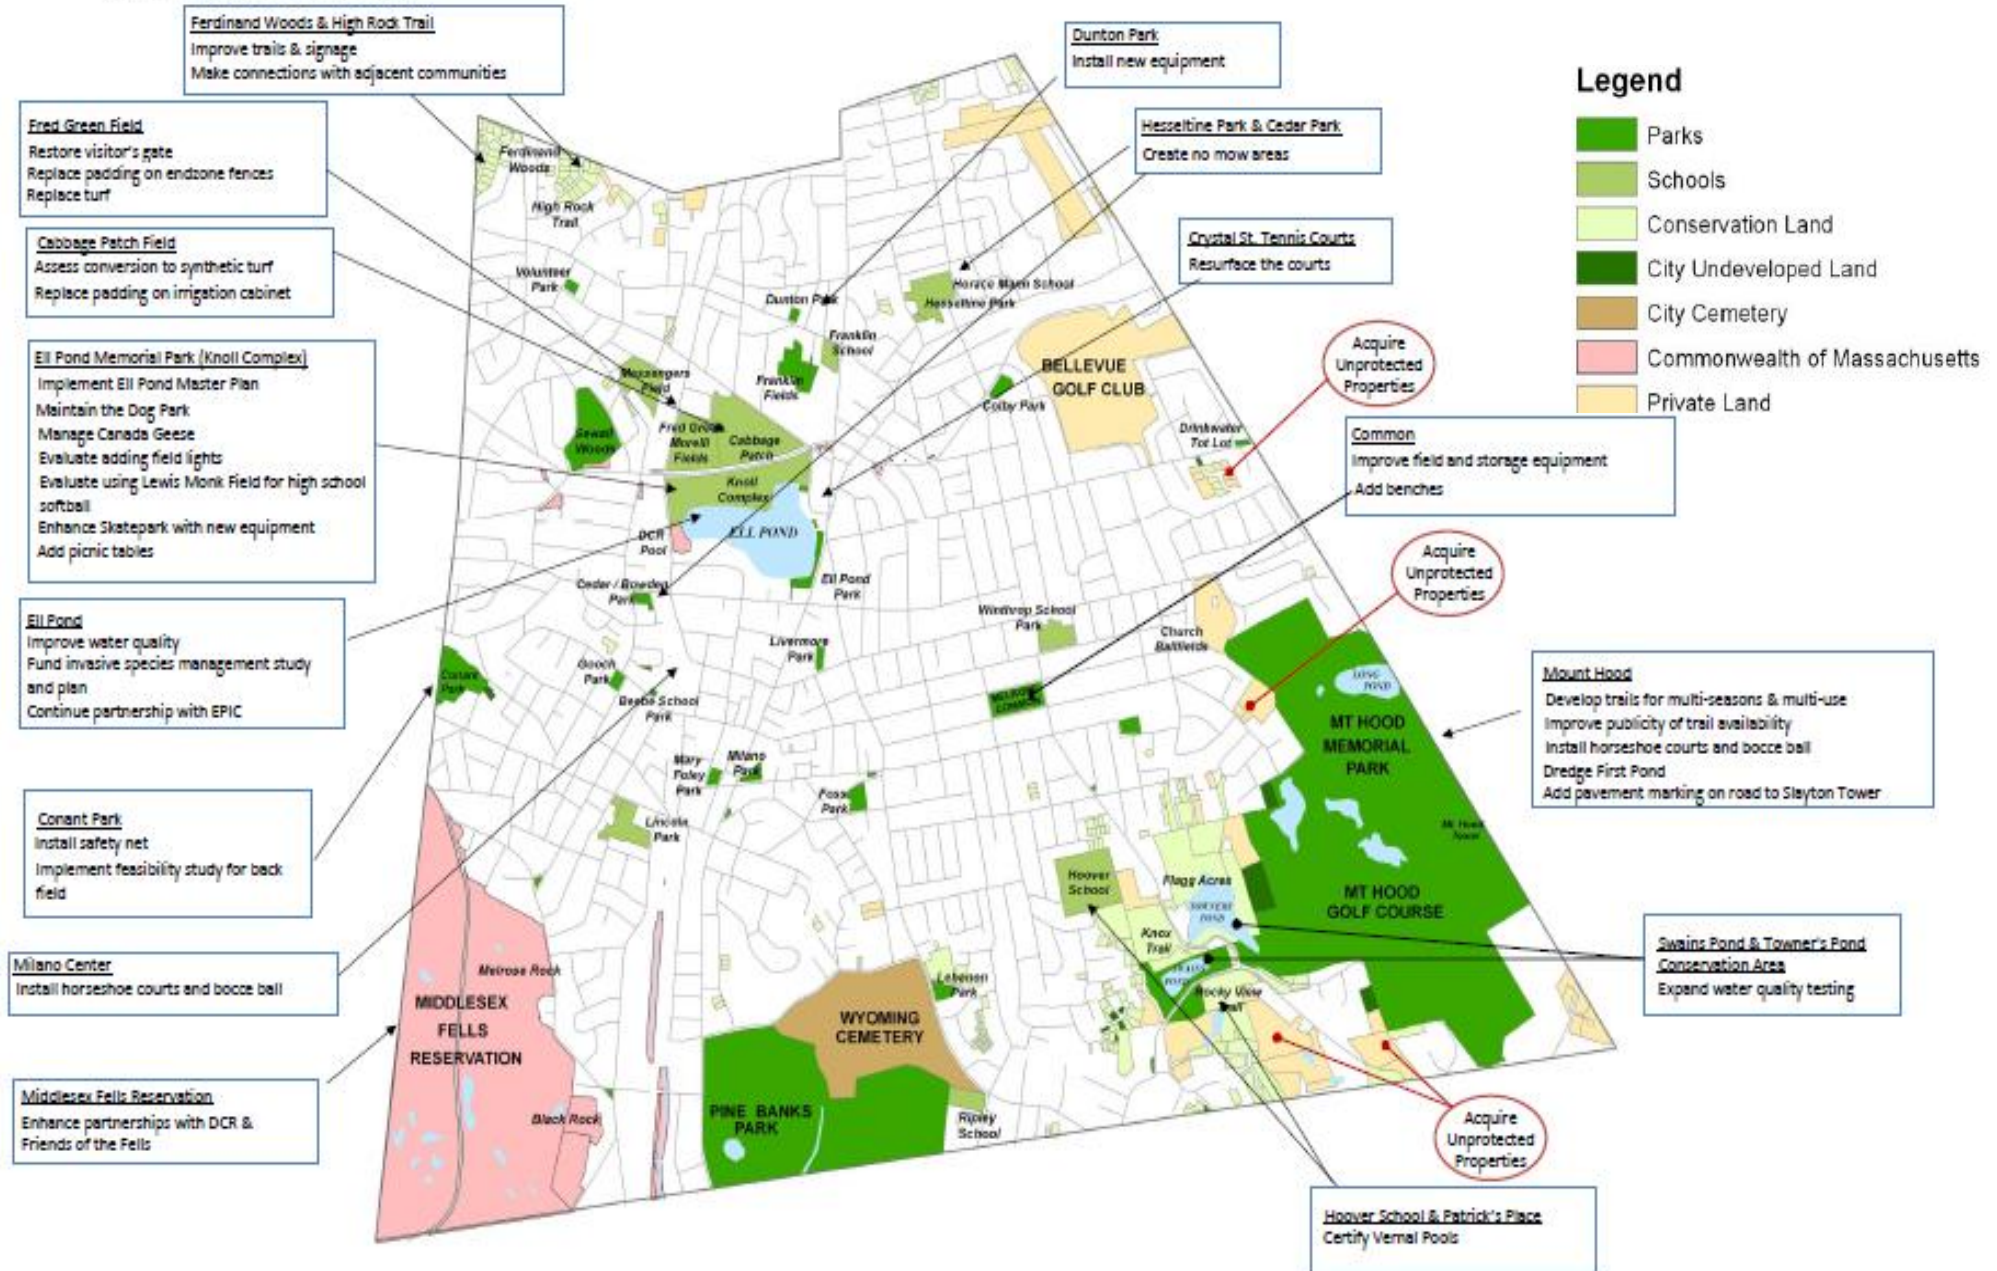 Ferdinand Woods & High Rock Trail
Improve trails & signage
Make connections with adjacent communities
Fred Green Field
Restore visitor's gate
Replace padding on endzone fences
Replace turf
Cabbage Patch Field
Assess conversion to synthetic turf
Replace padding on irrigation cabinet
Ell Pond Memorial Park (Knoll Complex)
Implement Ell Pond Master Plan
Maintain the Dog Park
Manage Canada Geese
Evaluate adding field lights
Evaluate using Lewis Monk Field for high school
softball
Enhance Skatepark with new equipment
Add picnic tables
Ell Pond
Improve water quality
Fund invasive species management study
and plan
Continue partnership with EPIC
Conant Park
Install safety net
Implement feasibility study for back
field
Milano Center
Install horseshoe courts and bocce ball
Middlesex Fells Reservation
Enhance partnerships with DCR &
Friends of the Fells
Dunton Park
Install new equipment
Hesseltine Park & Cedar Park
Create no mow areas
Crystal St. Tennis Courts
Resurface the courts
Legend
Parks
Schools
Conservation Land
City Undeveloped Land
City Cemetery
Commonwealth of Massachusetts
Private Land
Acquire
Unprotected
Properties
Common
Improve field and storage equipment
Add benches
Acquire
Unprotected
Properties
Mount Hood
Develop trails for multi-seasons & multi-use
Improve publicity of trail availability
Install horseshoe courts and bocce ball
Dredge First Pond
Add pavement marking on road to Slayton Tower
Swains Pond & Towner's Pond
Conservation Area
Expand water quality testing
Acquire
Unprotected
Properties
Hoover School & Patrick's Place
Certify Vernal Pools
Ferdinand
Woods
High Rock
Trail
Volunteer
Park
Dunton Park
Horace Mann School
Hesseltine Park
Franklin
School
Franklin
Fields
Messengers
Field
Sewall
Woods
Fred Green
Morelli
Fields
Cabbage
Patch
Knoll
Complex
ELL POND
DCR
Pool
Ell Pond
Park
Cedar / Bowden
Park
Colby Park
BELLEVUE
GOLF CLUB
Drinkwater
Tot Lot
Winthrop School
Park
Church
Ballfields
Livermore
Park
Gooch
Park
Beebe School
Park
Conant
Park
MELROSE
COMMON
LONG
POND
MT HOOD
MEMORIAL
PARK
Mary
Foley
Park
Milano
Park
Foss
Park
Lincoln
Park
Mt Hood
Tower
Hoover
School
Flagg Acres
POND
MT HOOD
GOLF COURSE
Knox
Trail
SWAINS
POND
Rocky View
Trail
Melrose Rock
MIDDLESEX
FELLS
RESERVATION
Lebanon
Park
WYOMING
CEMETERY
PINE BANKS
PARK
Black Rock
Ripley
School